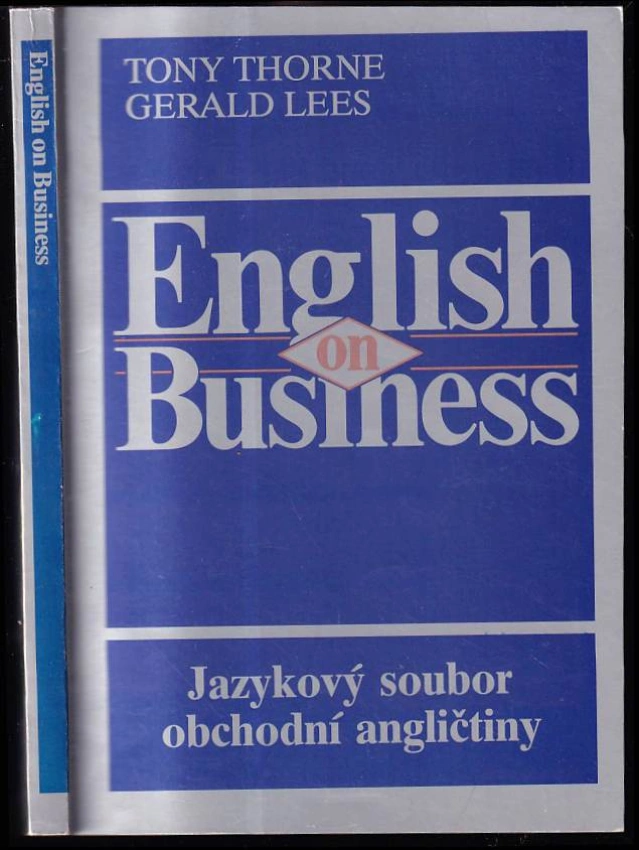 English on Business
TONY THORNE
GERALD LEES
English
on
Business
Jazykový soubor
obchodní angličtiny